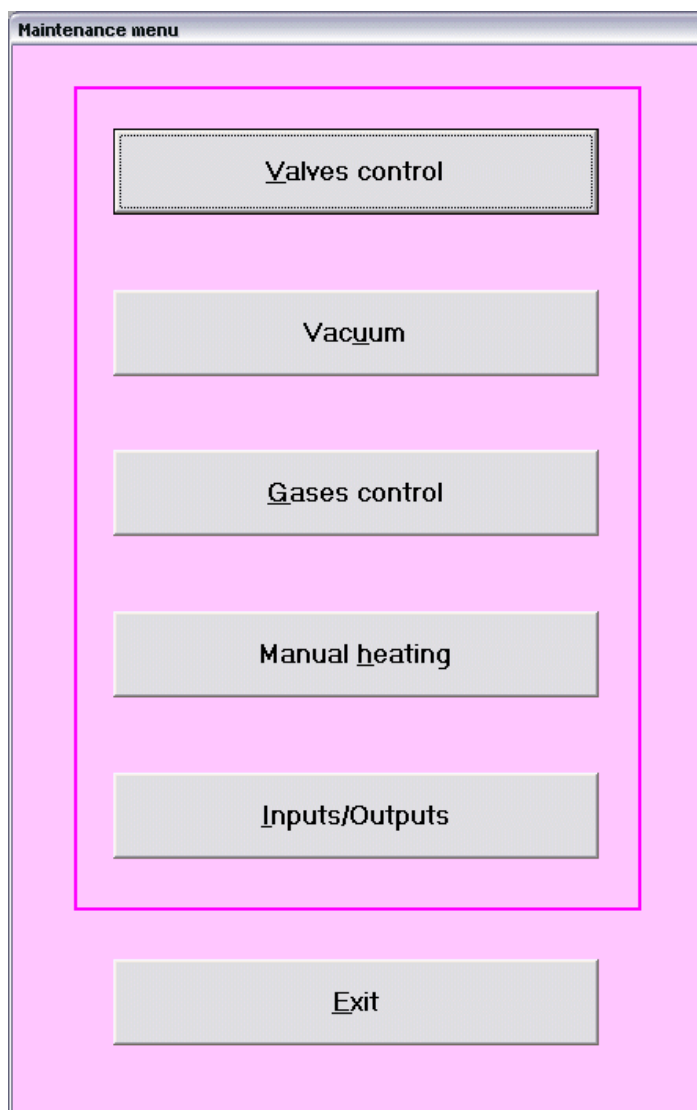 Maintenance menu
Valves control
Vacuum
Gases control
Manual heating
Inputs/Outputs
Exit